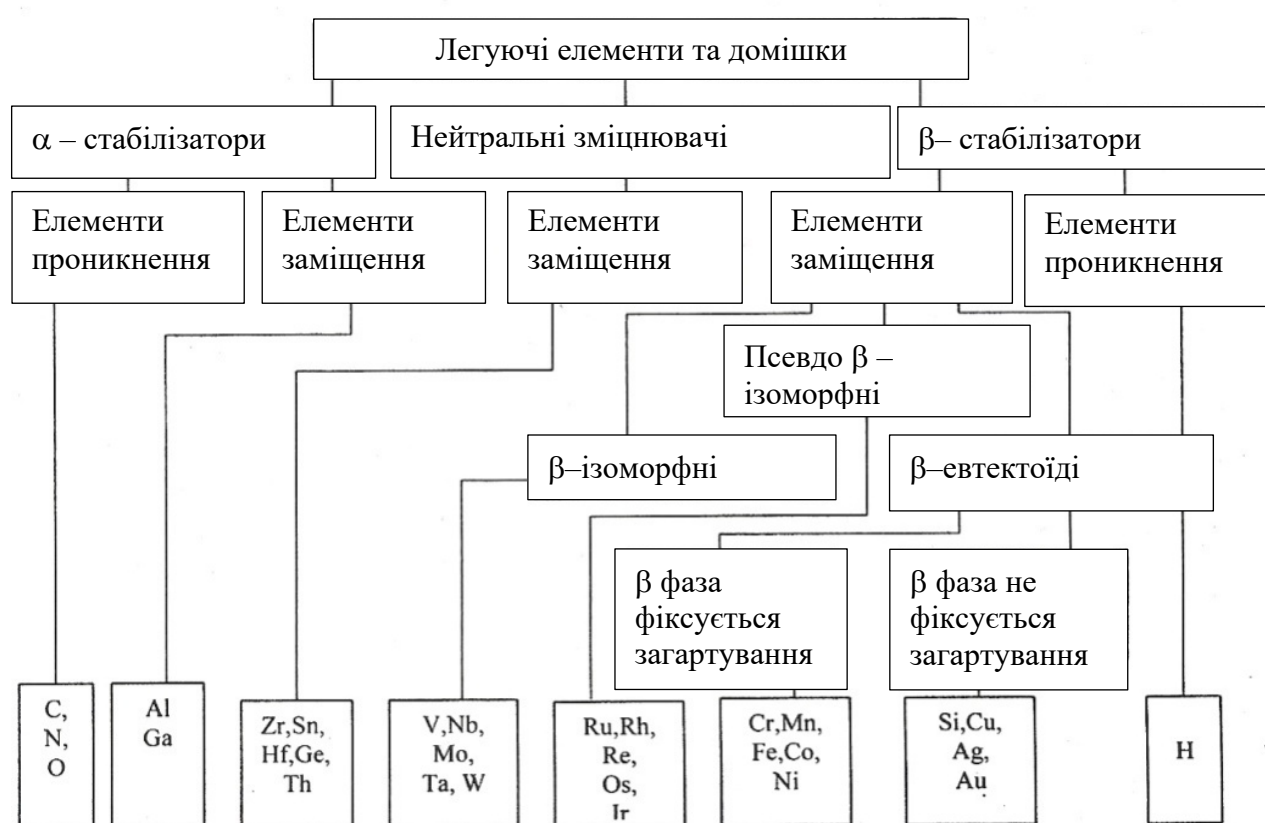 Легуючі елементи та домішки
α – стабілізатори
Нейтральні зміцнювачі
β– стабілізатори
Елементи
проникнення
Елементи
заміщення
Елементи
заміщення
Елементи
заміщення
Елементи
проникнення
Псевдо β –
ізоморфні
β–ізоморфні
β–евтектоїді
β фаза
фіксується
загартування
β фаза не
фіксується
загартування
C,
N,
O
Al
Ga
Zr,Sn,
Hf,Ge,
Th
V,Nb,
Mo,
Ta, W
Ru,Rh,
Re,
Os,
Ir
Cr,Mn,
Fe,Co,
Ni
Si,Cu,
Ag,
Au
H